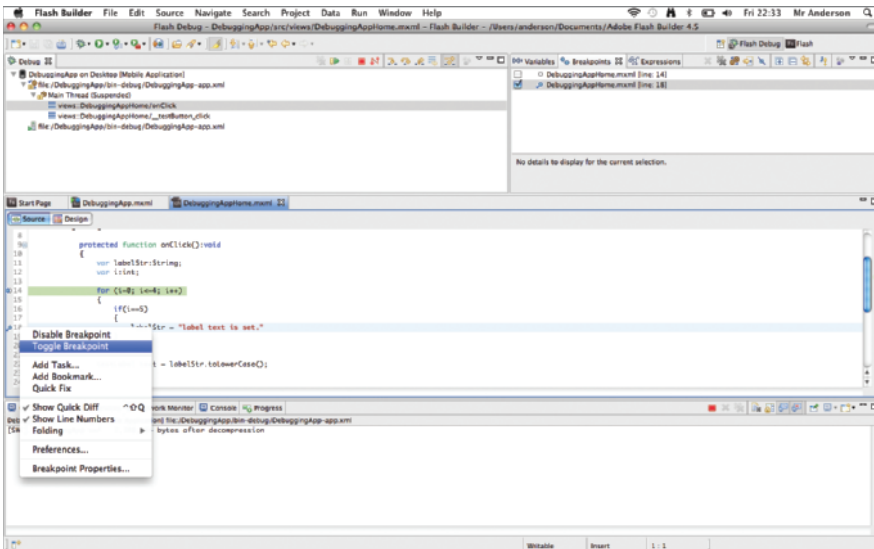 Flash Builder File Edit Source Navigate Search Project Data Run Window Help Fri 22:33 Mr Anderson
Flash Debug - DebuggingApp/src/views/DebuggingAppHome.mxml - Flash Builder - /Users/anderson/Documents/Adobe Flash Builder 4.5
Flash Debug Flash
Debug
DebuggingApp on Desktop [Mobile Application]
file:/DebuggingApp/bin-debug/DebuggingApp-app.xml
Main Thread (Suspended)
views::DebuggingAppHome/onClick
views::DebuggingAppHome/__testButton_click
file:/DebuggingApp/bin-debug/DebuggingApp-app.xml
Variables Breakpoints Expressions
DebuggingAppHome.mxml [line: 14]
DebuggingAppHome.mxml [line: 18]
No details to display for the current selection.
Start Page DebuggingApp.mxml DebuggingAppHome.mxml
Source Design
8
9 protected function onClick():void
10 {
11 var labelStr:String;
12 var i:int;
13
14 for (i=0; i<=4; i++)
15 {
16 if(i==5)
17 {
18 labelStr = "label text is set."
t = labelStr.toLowerCase();
Disable Breakpoint
Toggle Breakpoint
Add Task...
Add Bookmark...
Quick Fix
✓ Show Quick Diff ^⇧Q
✓ Show Line Numbers
Folding
Preferences...
Breakpoint Properties...
ork Monitor Console Progress
on] file:/DebuggingApp/bin-debug/DebuggingApp-app.xml
bytes after decompression
Writable Insert 1 : 1